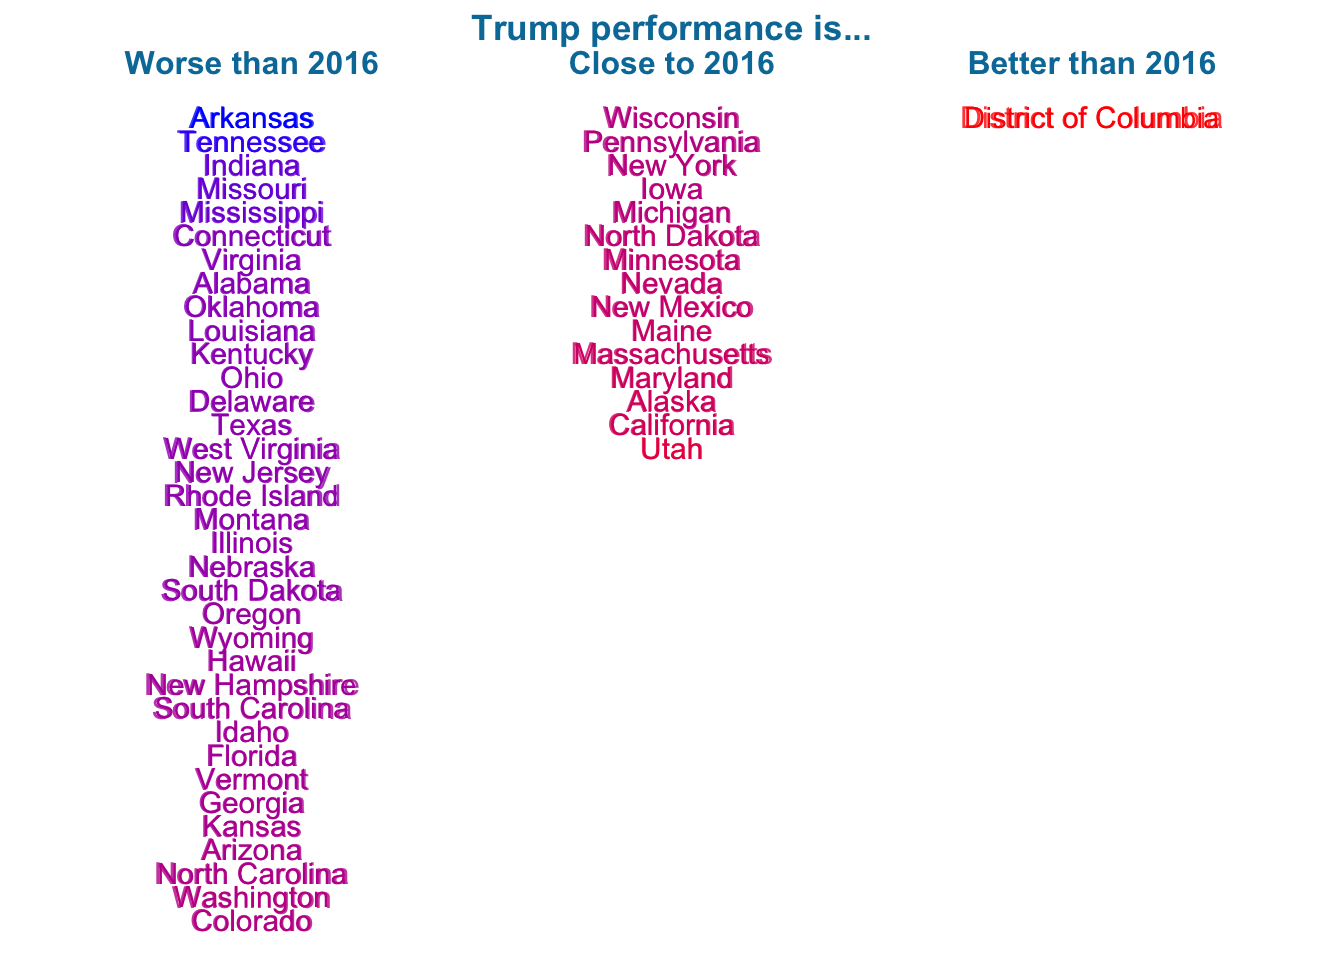 Trump performance is...
Worse than 2016
Close to 2016
Better than 2016
Arkansas
Tennessee
Indiana
Missouri
Mississippi
Connecticut
Virginia
Alabama
Oklahoma
Louisiana
Kentucky
Ohio
Delaware
Texas
West Virginia
New Jersey
Rhode Island
Montana
Illinois
Nebraska
South Dakota
Oregon
Wyoming
Hawaii
New Hampshire
South Carolina
Idaho
Florida
Vermont
Georgia
Kansas
Arizona
North Carolina
Washington
Colorado
Wisconsin
Pennsylvania
New York
Iowa
Michigan
North Dakota
Minnesota
Nevada
New Mexico
Maine
Massachusetts
Maryland
Alaska
California
Utah
District of Columbia